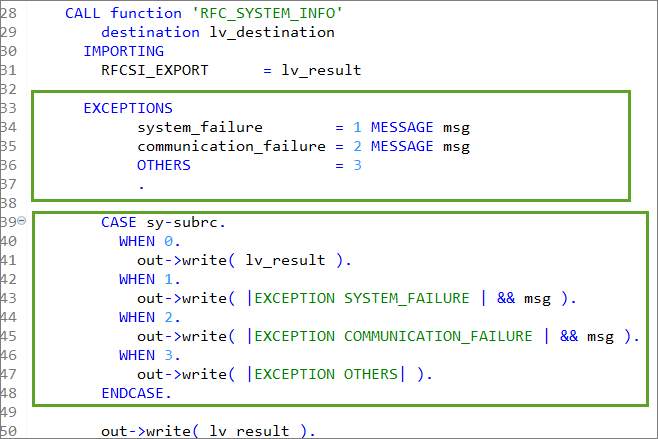 28 CALL function 'RFC_SYSTEM_INFO'
29 destination lv_destination
30 IMPORTING
31 RFCSI_EXPORT = lv_result
32
33 EXCEPTIONS
34 system_failure = 1 MESSAGE msg
35 communication_failure = 2 MESSAGE msg
36 OTHERS = 3
37 .
38
39 CASE sy-subrc.
40 WHEN 0.
41 out->write( lv_result ).
42 WHEN 1.
43 out->write( |EXCEPTION SYSTEM_FAILURE | && msg ).
44 WHEN 2.
45 out->write( |EXCEPTION COMMUNICATION_FAILURE | && msg ).
46 WHEN 3.
47 out->write( |EXCEPTION OTHERS| ).
48 ENDCASE.
49
50 out->write( lv_result ).